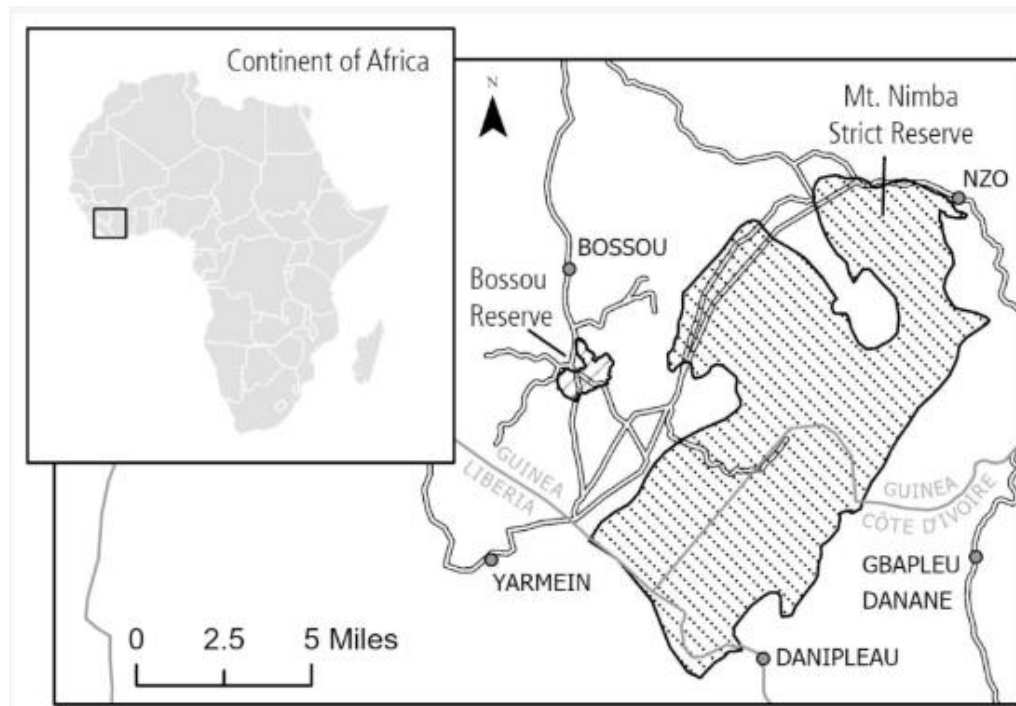 Continent of Africa
N
Mt. Nimba
Strict Reserve
NZO
BOSSOU
Bossou
Reserve
GUINEA
LIBERIA
GUINEA
CÔTE D'IVOIRE
YARMEIN
GBAPLEU
DANANE
0 2.5 5 Miles
DANIPLEAU